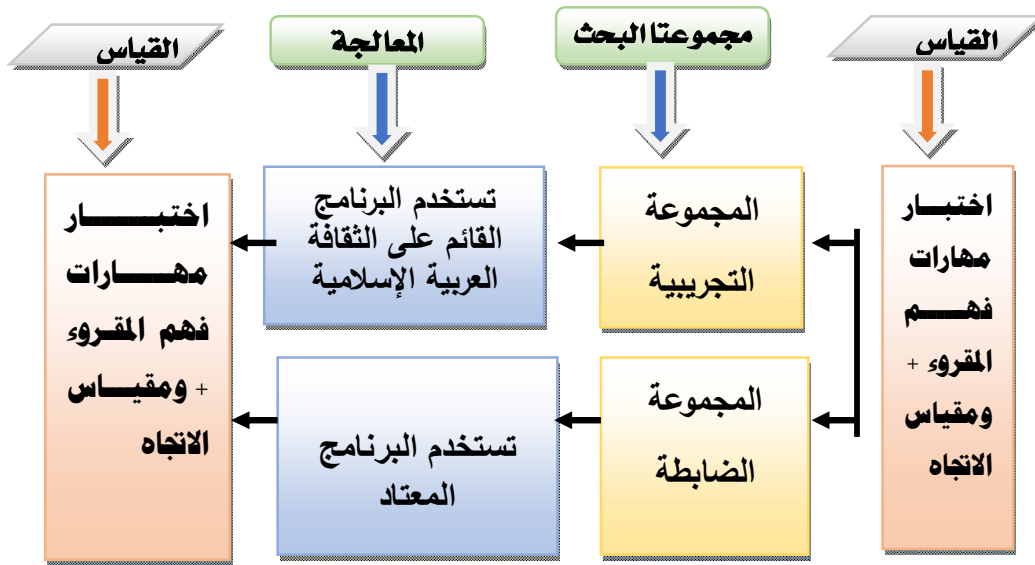 القياس
مجموعتا البحث
المعالجة
القياس
اختبار
مهارات
فهم
المقروء +
ومقياس
الاتجاه
المجموعة
التجريبية
تستخدم البرنامج
القائم على الثقافة
العربية الإسلامية
المجموعة
الضابطة
تستخدم البرنامج
المعتاد
اختبار
مهارات
فهم المقروء
+ ومقياس
الاتجاه